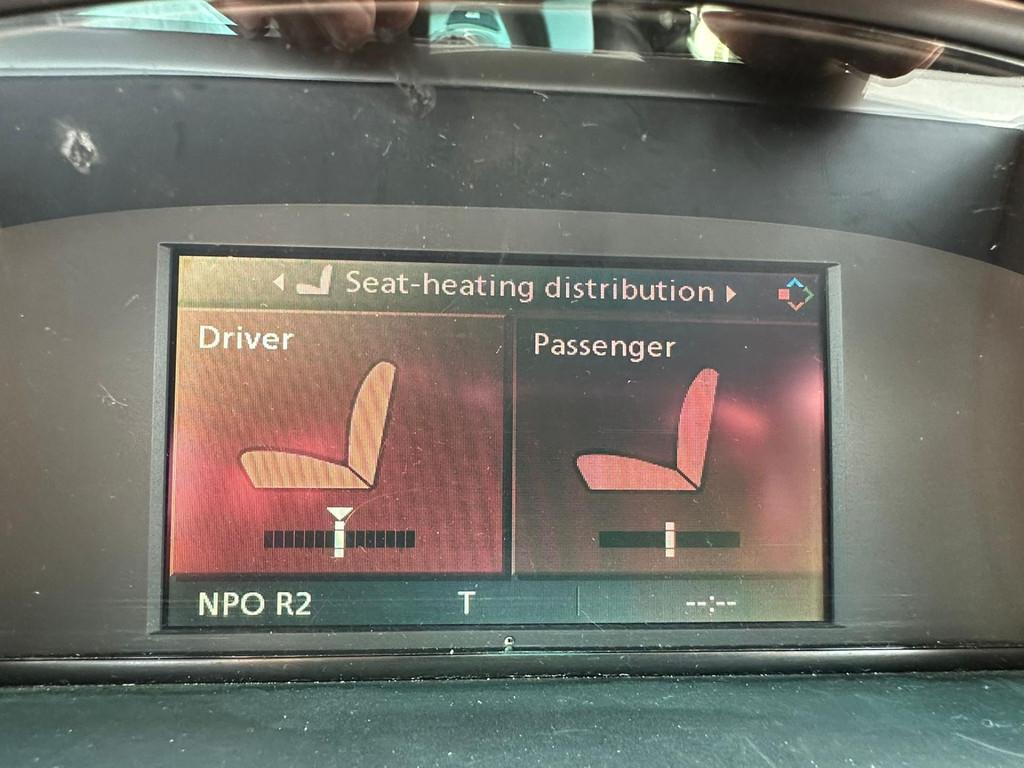 Seat-heating distribution
Driver
Passenger
NPO R2 T --:--